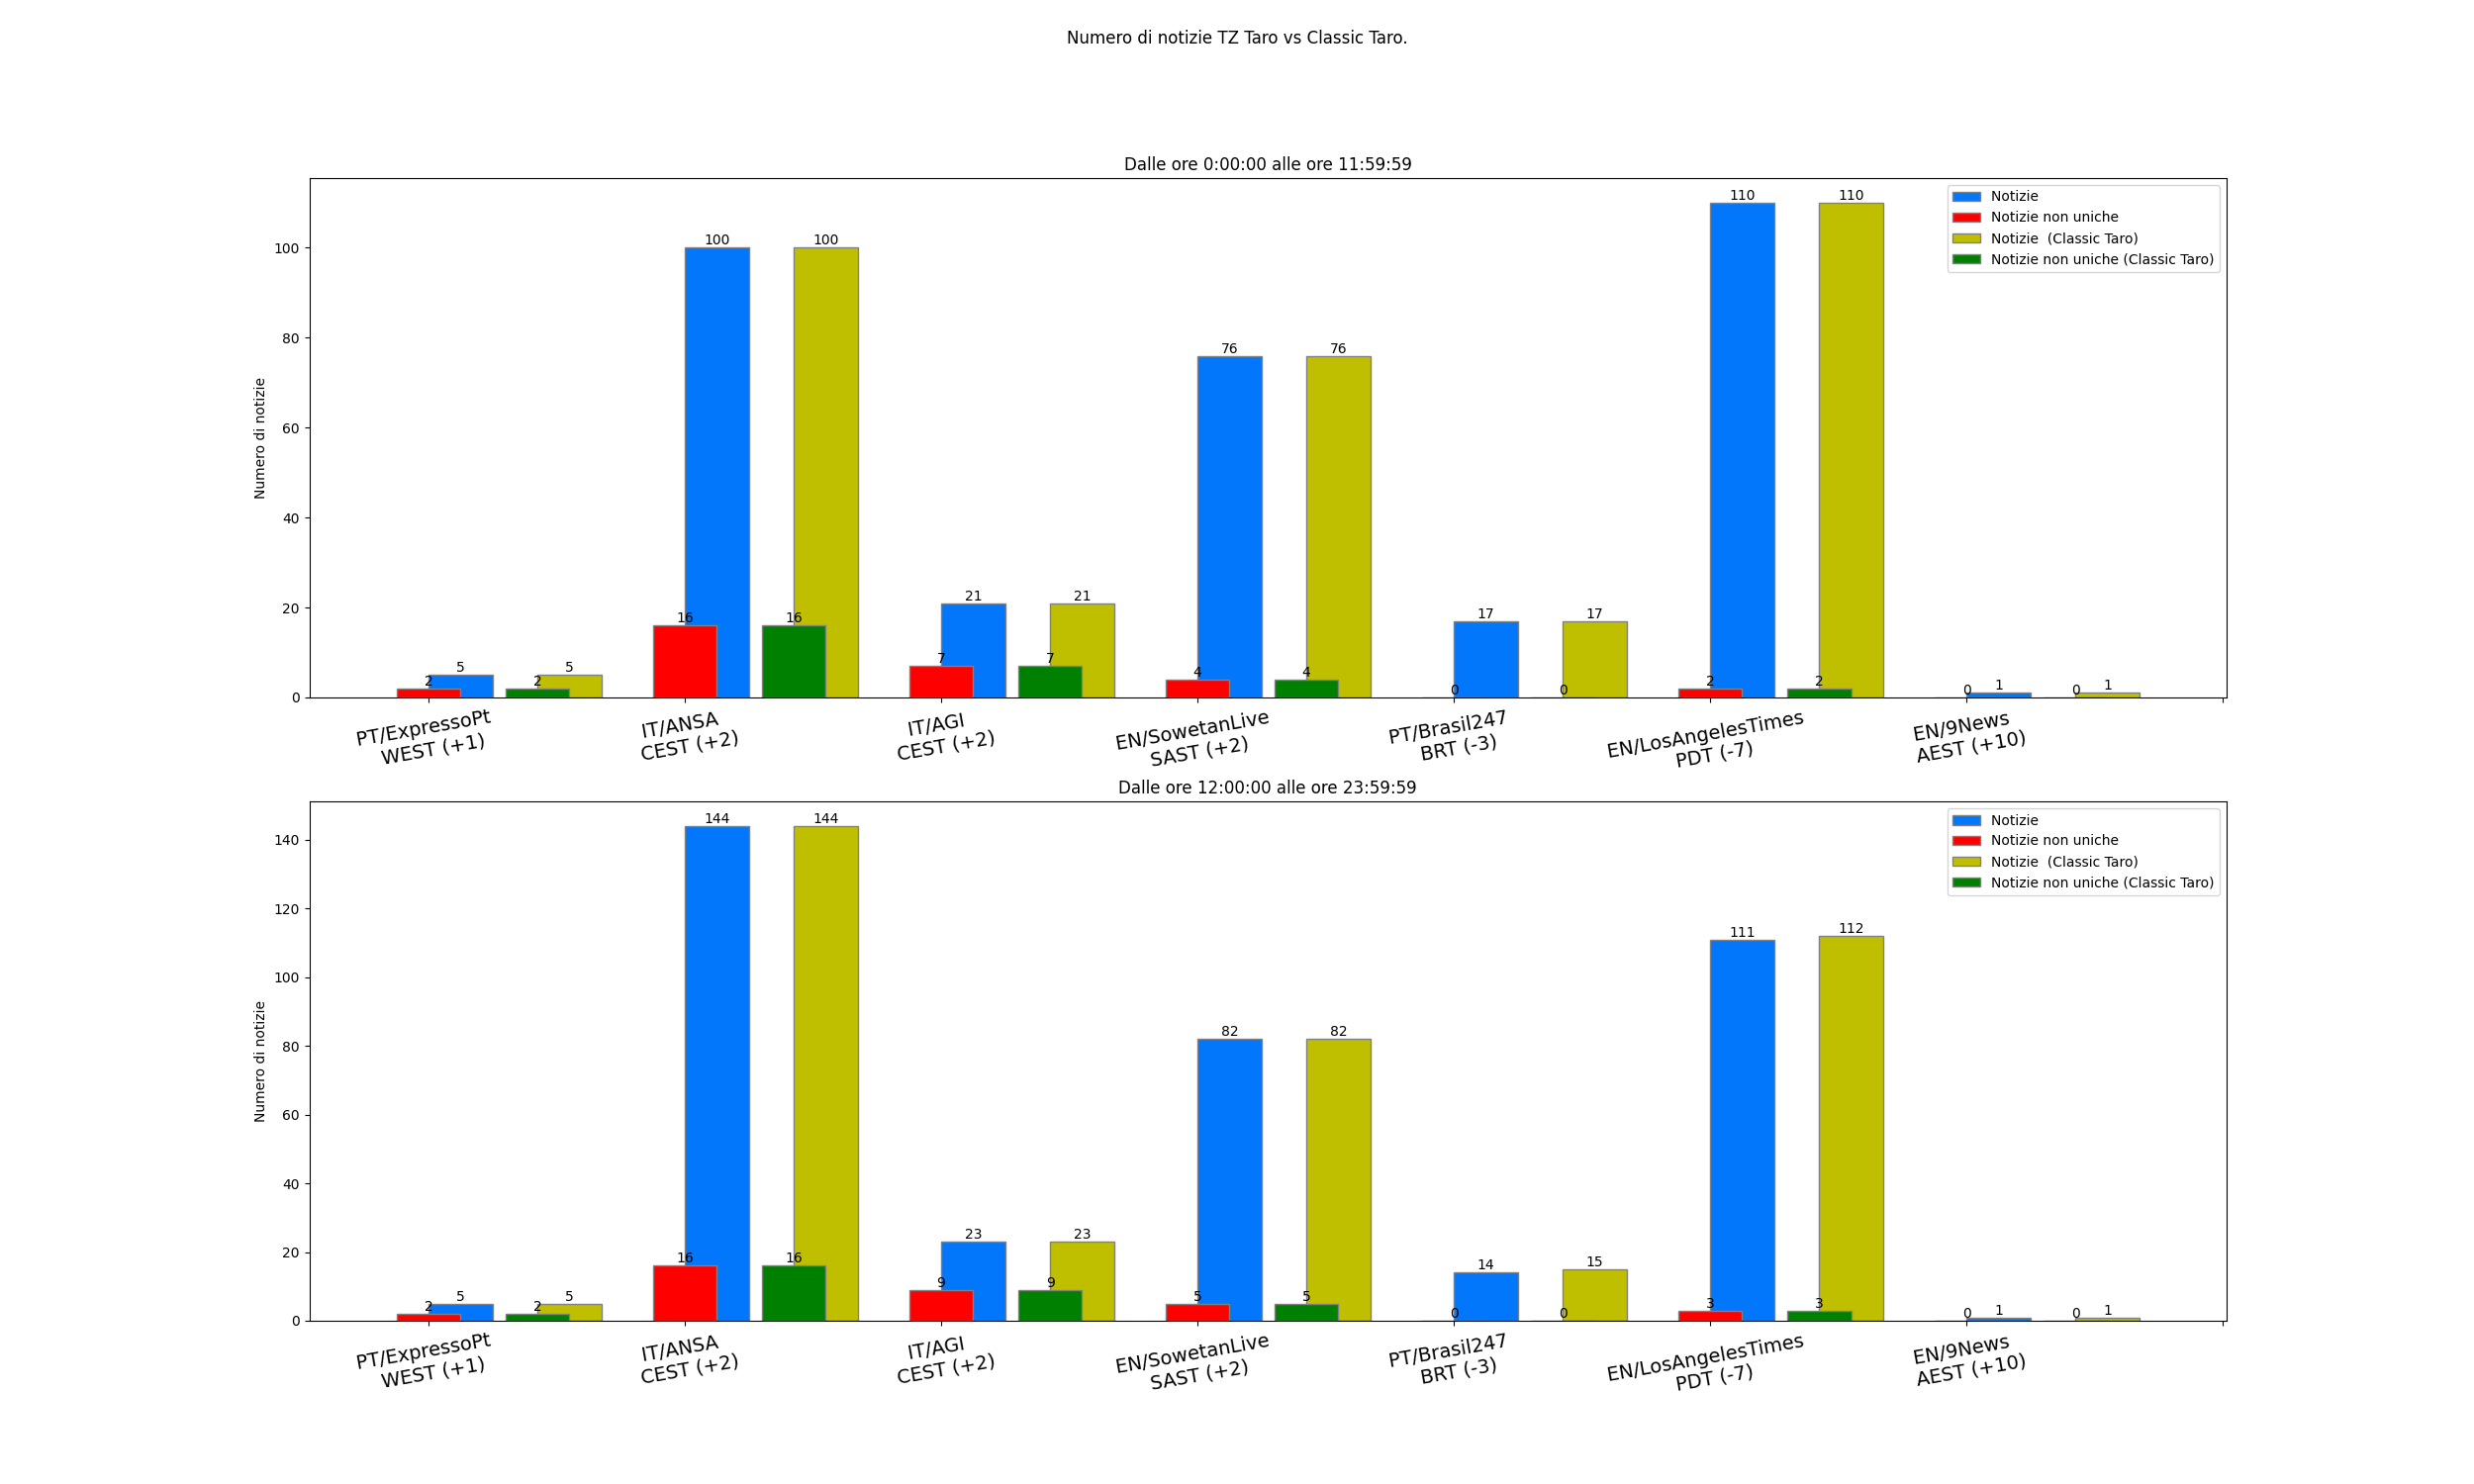 Numero di notizie TZ Taro vs Classic Taro.
Dalle ore 0:00:00 alle ore 11:59:59
Numero di notizie
100
80
60
40
20
0
Notizie
Notizie non uniche
Notizie  (Classic Taro)
Notizie non uniche (Classic Taro)
2 5 2 5
16 100 16 100
7 21 7 21
4 76 4 76
0 17 0 17
2 110 2 110
0 1 0 1
PT/ExpressoPt
WEST (+1)
IT/ANSA
CEST (+2)
IT/AGI
CEST (+2)
EN/SowetanLive
SAST (+2)
PT/Brasil247
BRT (-3)
EN/LosAngelesTimes
PDT (-7)
EN/9News
AEST (+10)
Dalle ore 12:00:00 alle ore 23:59:59
Numero di notizie
140
120
100
80
60
40
20
0
Notizie
Notizie non uniche
Notizie  (Classic Taro)
Notizie non uniche (Classic Taro)
2 5 2 5
16 144 16 144
9 23 9 23
5 82 5 82
0 14 0 15
3 111 3 112
0 1 0 1
PT/ExpressoPt
WEST (+1)
IT/ANSA
CEST (+2)
IT/AGI
CEST (+2)
EN/SowetanLive
SAST (+2)
PT/Brasil247
BRT (-3)
EN/LosAngelesTimes
PDT (-7)
EN/9News
AEST (+10)